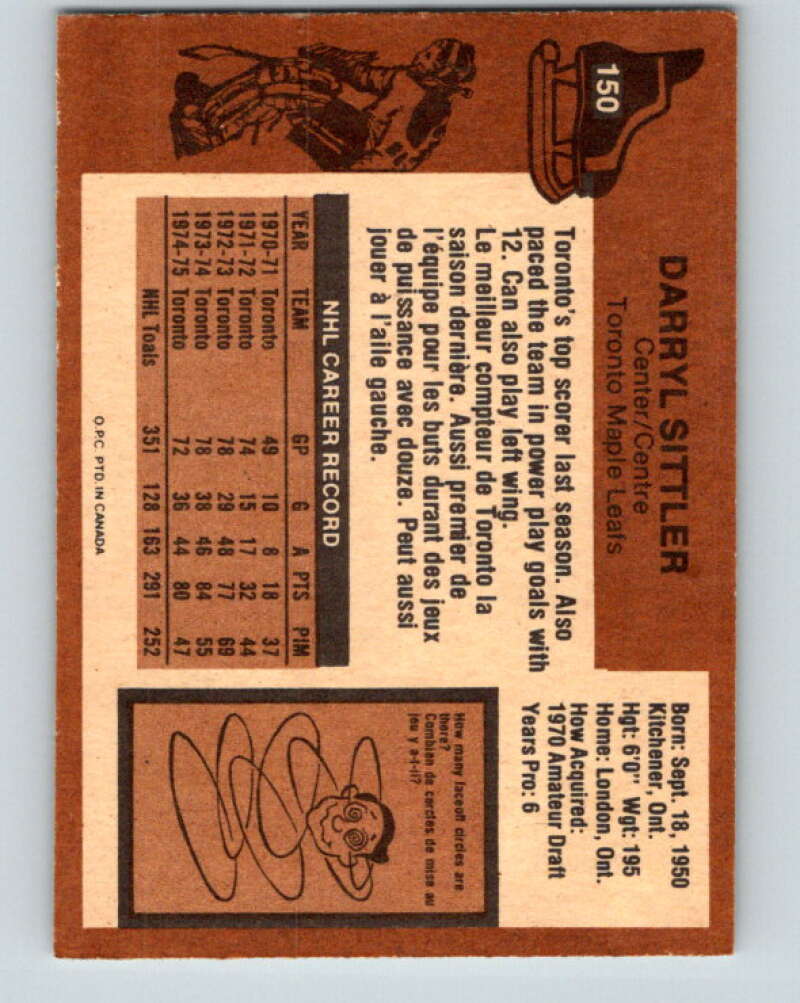 150
DARRYL SITTLER
Center/Centre
Toronto Maple Leafs
Born: Sept. 18, 1950
Kitchener, Ont.
Hgt: 6'0" Wgt: 195
Home: London, Ont.
How Acquired:
1970 Amateur Draft
Years Pro: 6
Toronto's top scorer last season. Also
paced the team in power play goals with
12. Can also play left wing.
Le meilleur compteur de Toronto la
saison dernière. Aussi premier de
l'équipe pour les buts durant des jeux
de puissance avec douze. Peut aussi
jouer à l'aile gauche.
NHL CAREER RECORD
YEAR TEAM GP G A PTS PIM
1970-71 Toronto 49 10 8 18 37
1971-72 Toronto 74 15 17 32 44
1972-73 Toronto 78 29 48 77 69
1973-74 Toronto 78 38 46 84 55
1974-75 Toronto 72 36 44 80 47
NHL Toals 351 128 163 291 252
How many faceoff circles are
there?
Combien de cercles de mise au
jeu y a-t-il?
O.P.C. PTD. IN CANADA